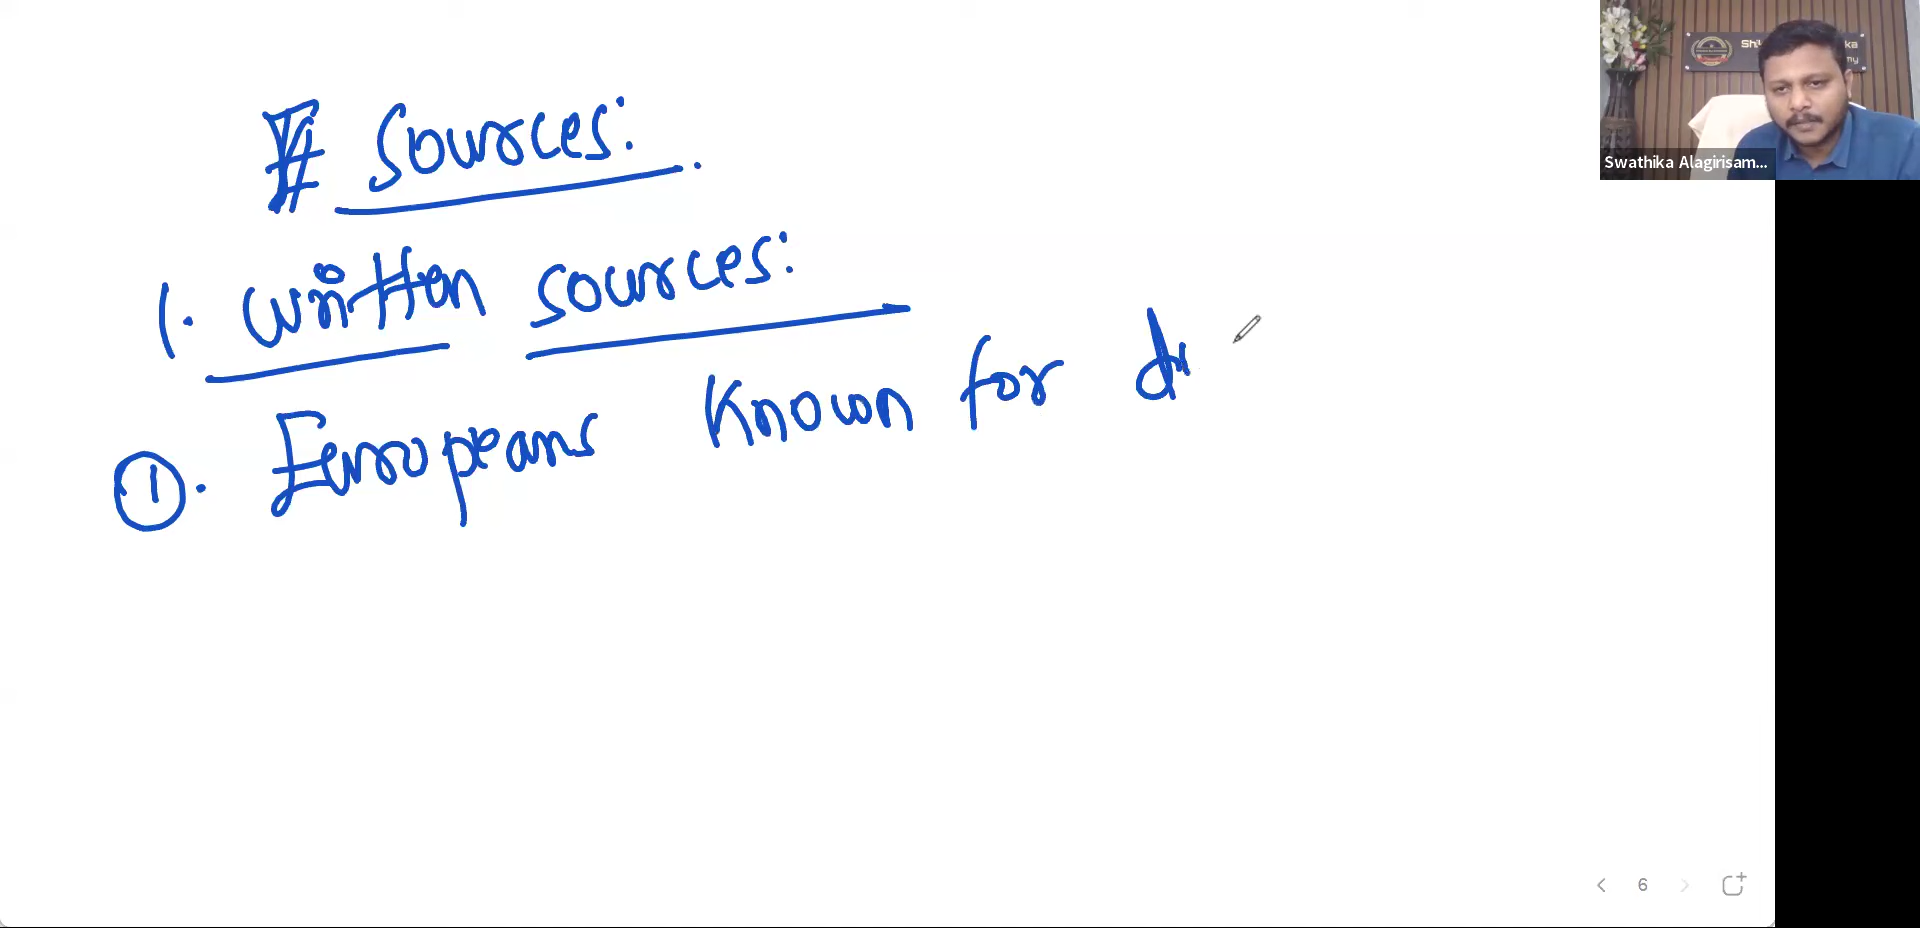 # Sources:
1. written sources:
①. Europeans known for
Swathika Alagirisam...
6